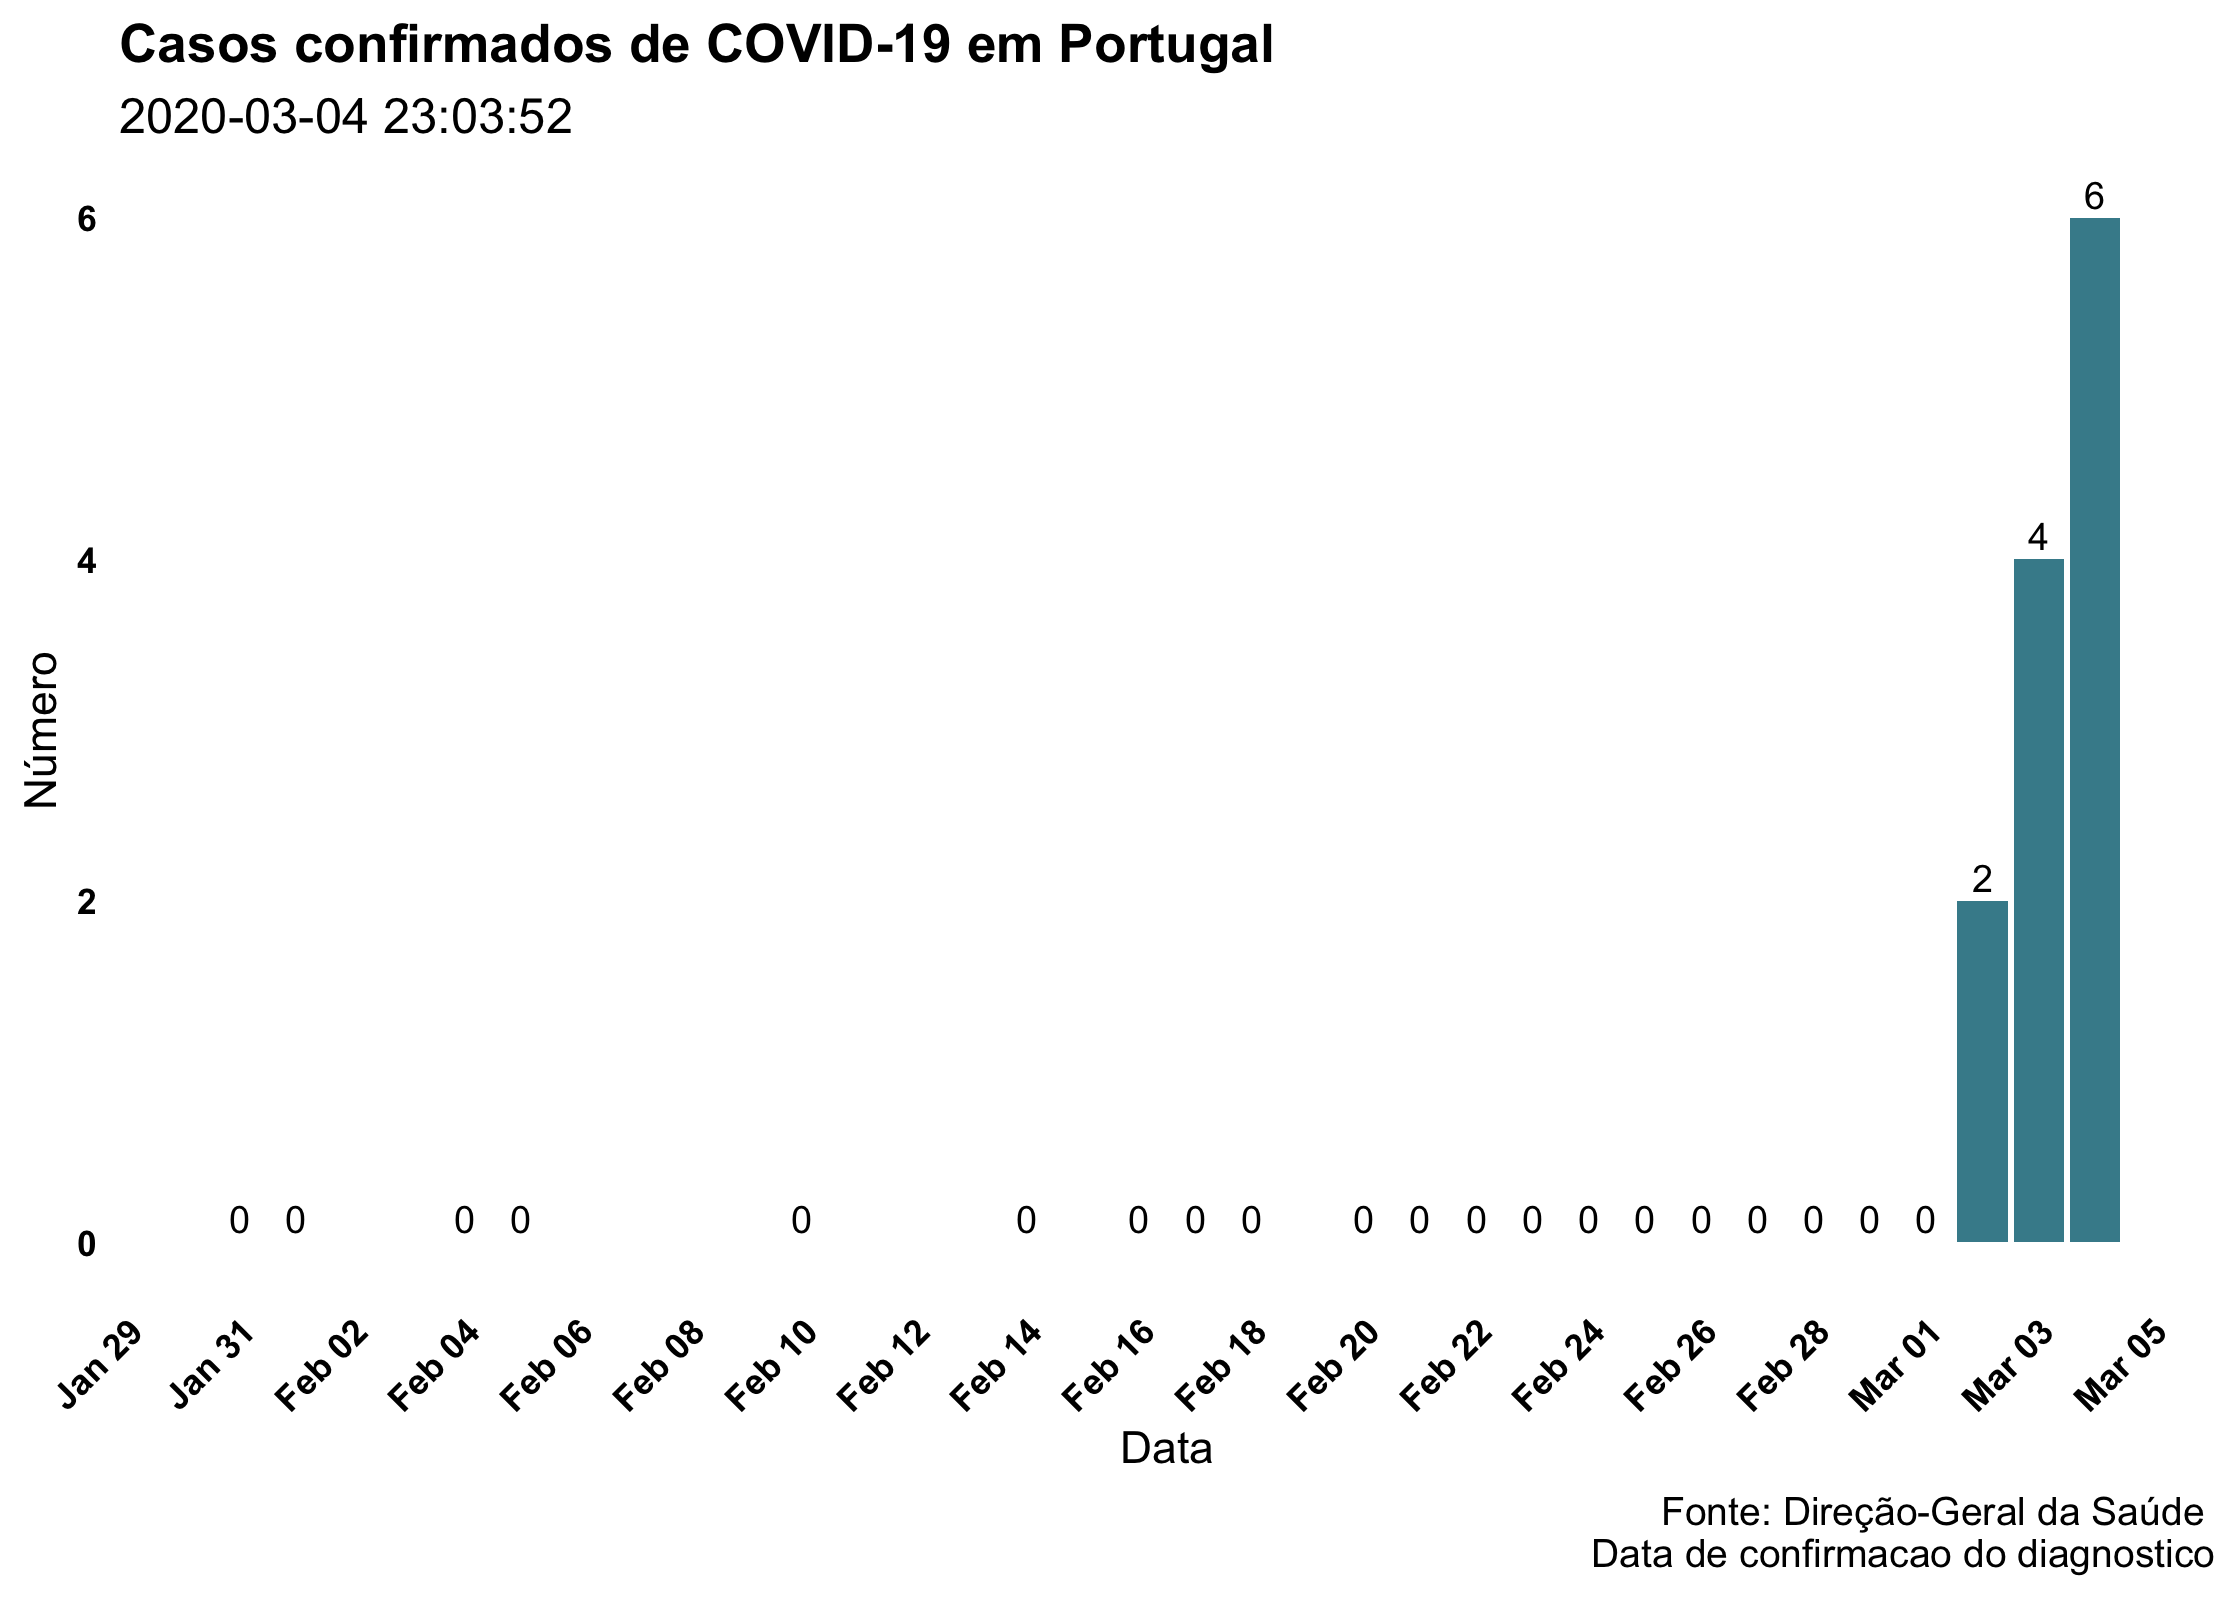 Casos confirmados de COVID-19 em Portugal
2020-03-04 23:03:52
6
6
4
4
Número
2
2
0 0 0 0 0 0 0 0 0 0 0 0 0 0 0 0 0 0 0 0
0
Jan 29 Jan 31 Feb 02 Feb 04 Feb 06 Feb 08 Feb 10 Feb 12 Feb 14 Feb 16 Feb 18 Feb 20 Feb 22 Feb 24 Feb 26 Feb 28 Mar 01 Mar 03 Mar 05
Data
Fonte: Direção-Geral da Saúde
Data de confirmacao do diagnostico